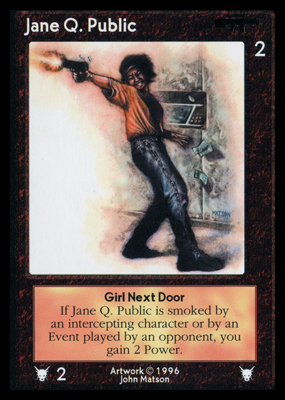 Jane Q. Public
2
Girl Next Door
If Jane Q. Public is smoked by
an intercepting character or by an
Event played by an opponent, you
gain 2 Power.
2
Artwork © 1996
John Matson